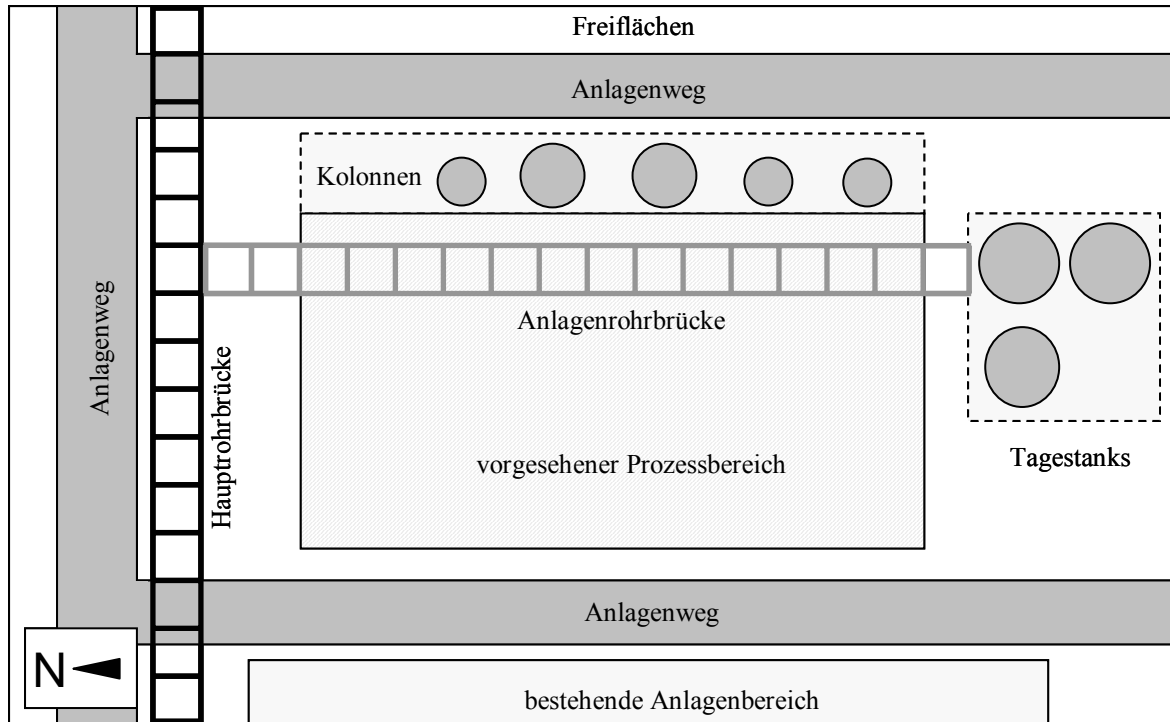 Freiflächen
Anlagenweg
Kolonnen
Anlagenweg
Anlagenrohrbrücke
Hauptrohrbrücke
vorgesehener Prozessbereich
Tagestanks
Anlagenweg
N
bestehende Anlagenbereich